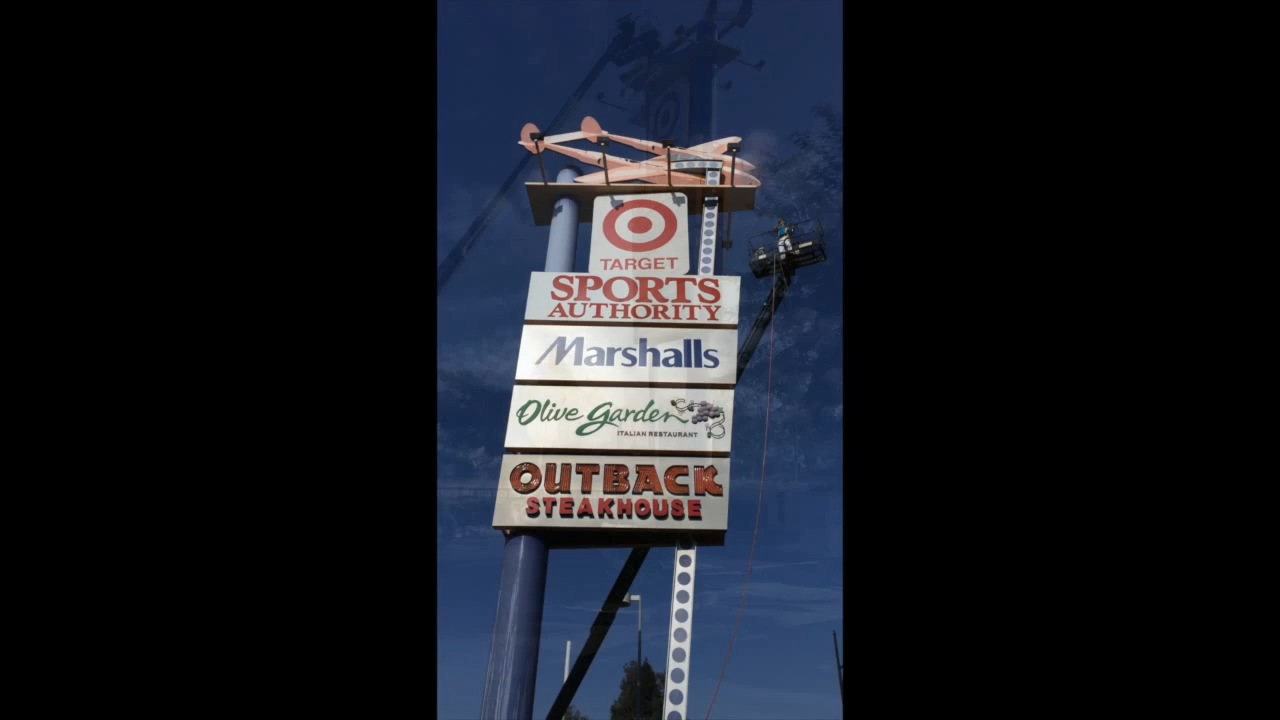 TARGET
SPORTS
AUTHORITY
Marshalls
Olive Garden
ITALIAN RESTAURANT
OUTBACK
STEAKHOUSE